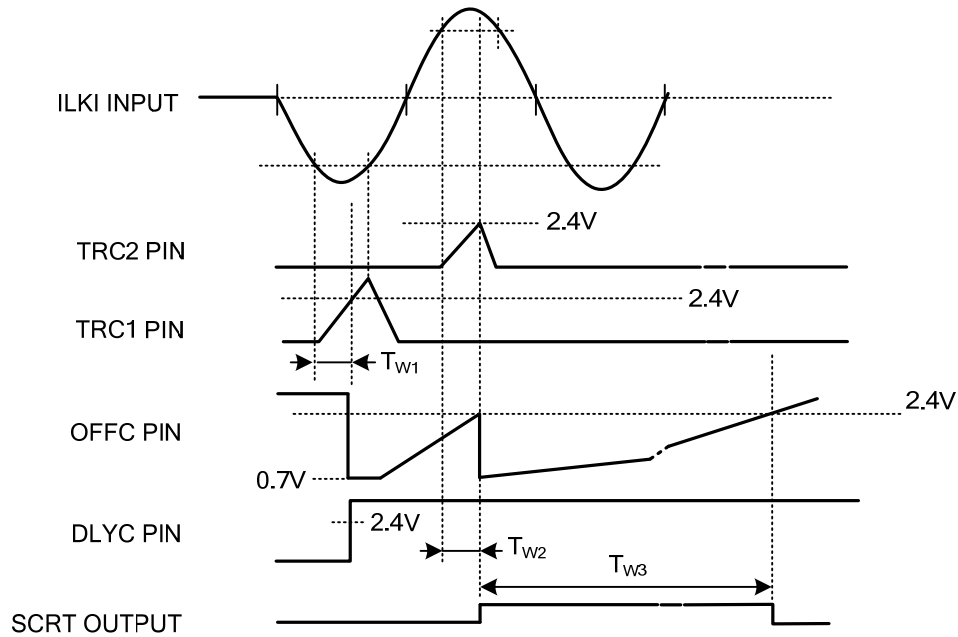 ILKI INPUT
2.4V
TRC2 PIN
2.4V
TRC1 PIN
TW1
2.4V
OFFC PIN
0.7V
2.4V
DLYC PIN
TW2
TW3
SCRT OUTPUT